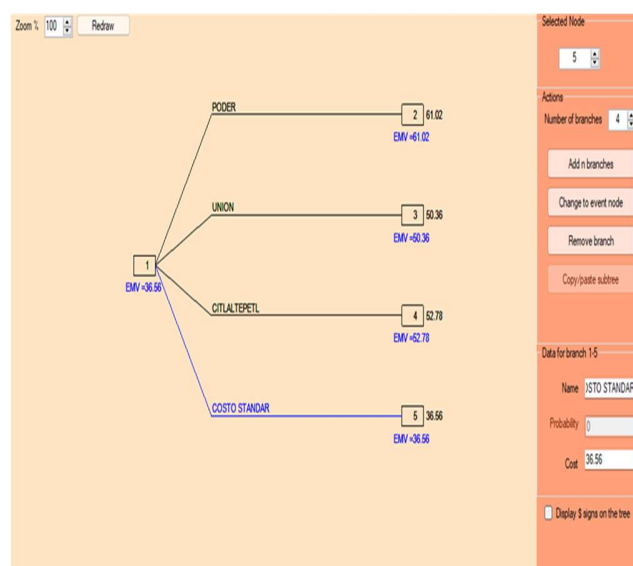 Zoom % 100 Redraw
PODER
2 61.02
EMV =61.02
UNION
3 50.36
EMV =50.36
1
EMV =36.56
CITLALTEPETL
4 52.78
EMV =52.78
COSTO STANDAR
5 36.56
EMV =36.56
Selected Node
5
Actions
Number of branches 4
Add n branches
Change to event node
Remove branch
Copy/paste subtree
Data for branch 1-5
Name OSTO STANDAR
Probability 0
Cost 36.56
Display $ signs on the tree